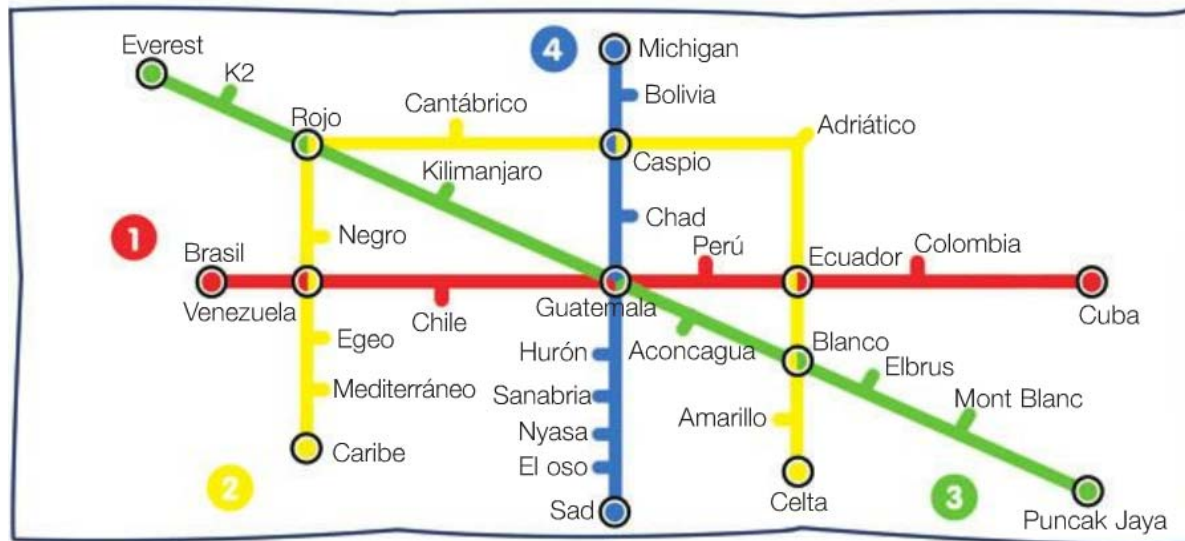 Everest
4
Michigan
K2
Bolivia
Cantábrico
Rojo
Adriático
Caspio
Kilimanjaro
Chad
1
Negro
Perú
Brasil
Ecuador
Colombia
Venezuela
Guatemala
Chile
Cuba
Egeo
Hurón
Aconcagua
Blanco
Elbrus
Mediterráneo
Sanabria
Mont Blanc
Nyasa
Amarillo
Caribe
El oso
2
3
Sad
Celta
Puncak Jaya